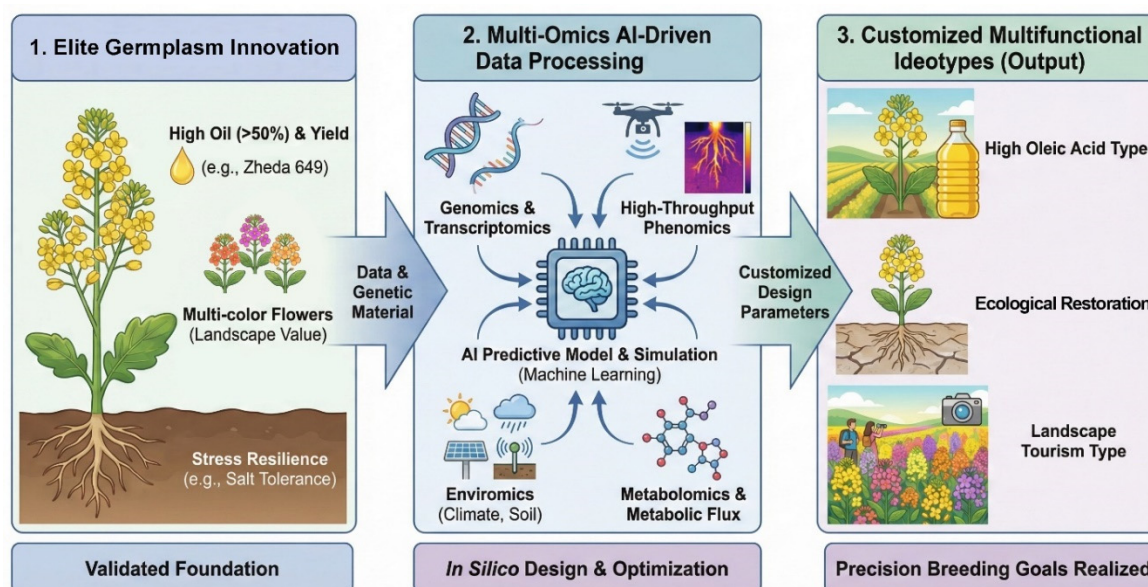 1. Elite Germplasm Innovation
High Oil (>50%) & Yield
(e.g., Zheda 649)
Multi-color Flowers
(Landscape Value)
Stress Resilience
(e.g., Salt Tolerance)
Validated Foundation
Data &
Genetic
Material
2. Multi-Omics AI-Driven
Data Processing
Genomics &
Transcriptomics
High-Throughput
Phenomics
AI Predictive Model & Simulation
(Machine Learning)
Enviromics
(Climate, Soil)
Metabolomics &
Metabolic Flux
In Silico Design & Optimization
Customized
Design
Parameters
3. Customized Multifunctional
Ideotypes (Output)
High Oleic Acid Type
Ecological Restoration
Landscape
Tourism Type
Precision Breeding Goals Realized